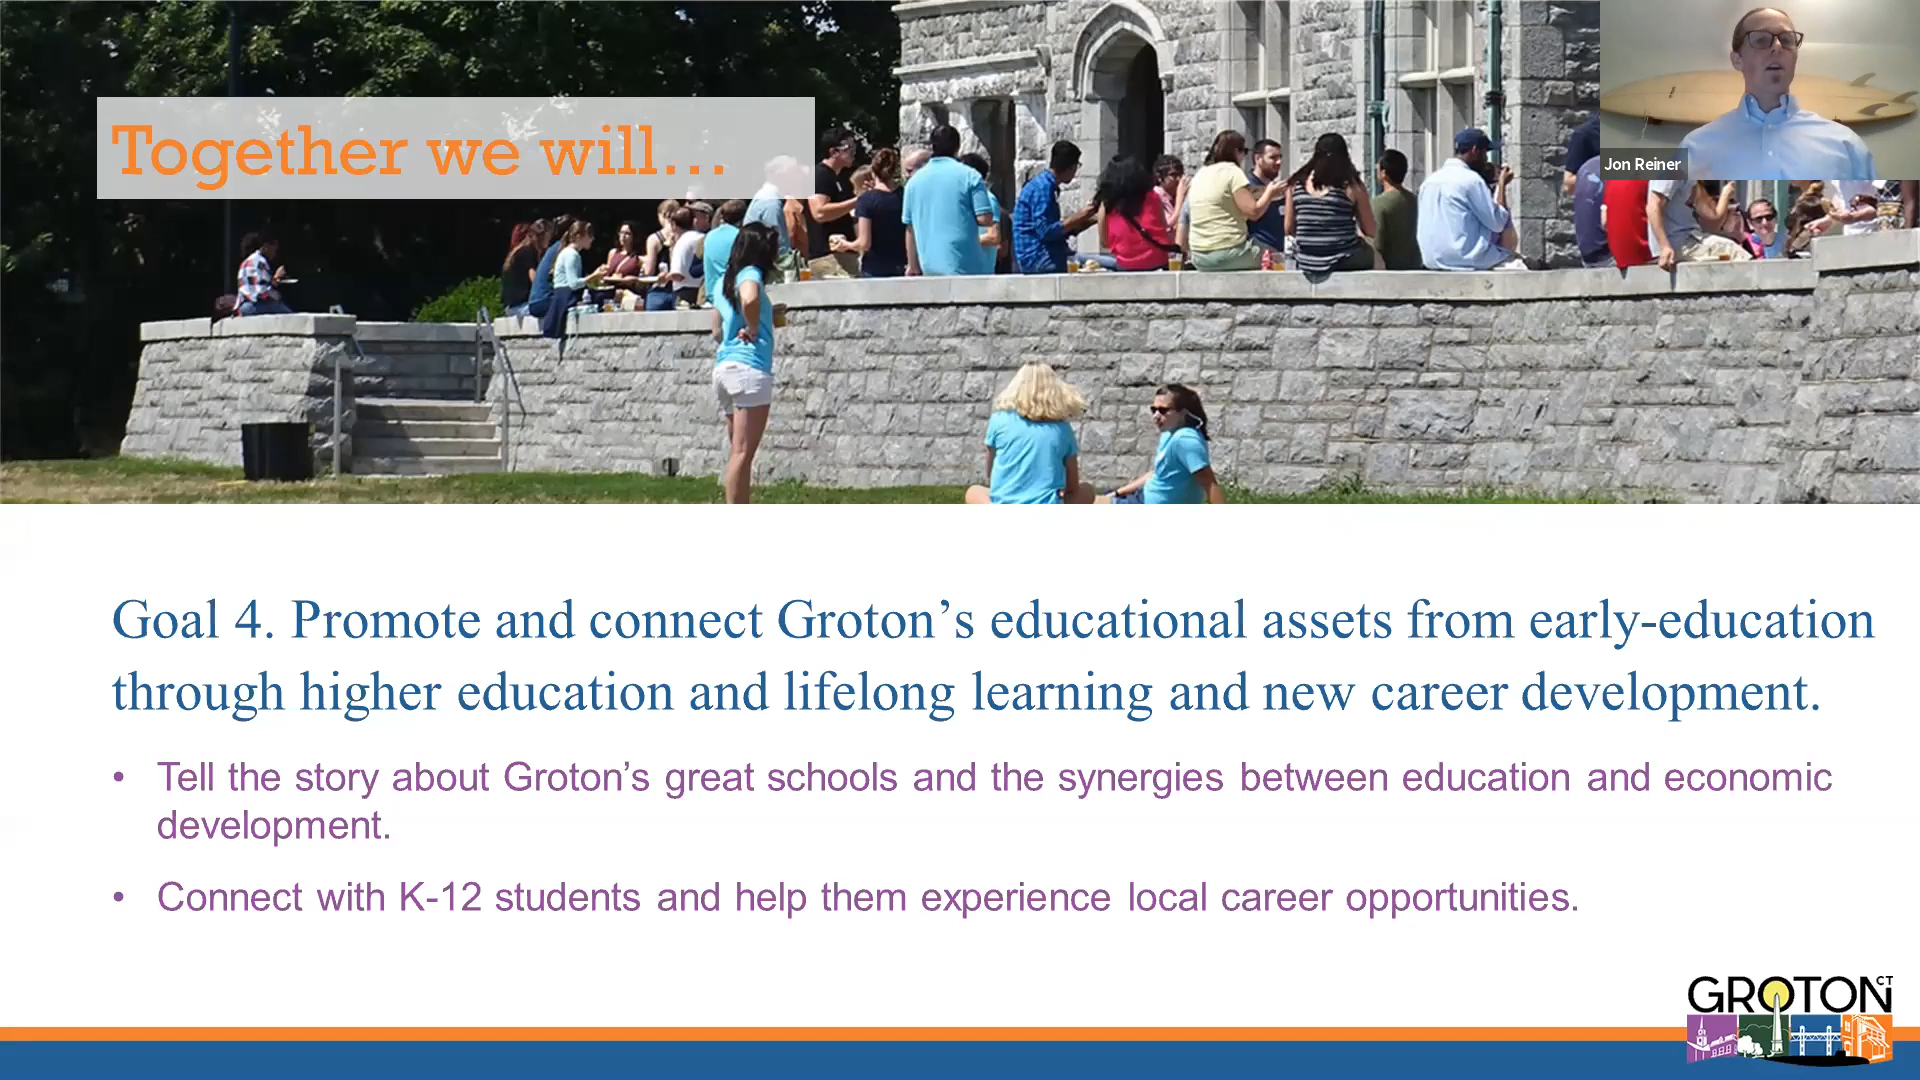 Together we will...
Jon Reiner
Goal 4. Promote and connect Groton’s educational assets from early-education
through higher education and lifelong learning and new career development.
• Tell the story about Groton’s great schools and the synergies between education and economic
development.
• Connect with K-12 students and help them experience local career opportunities.
GROTON CT